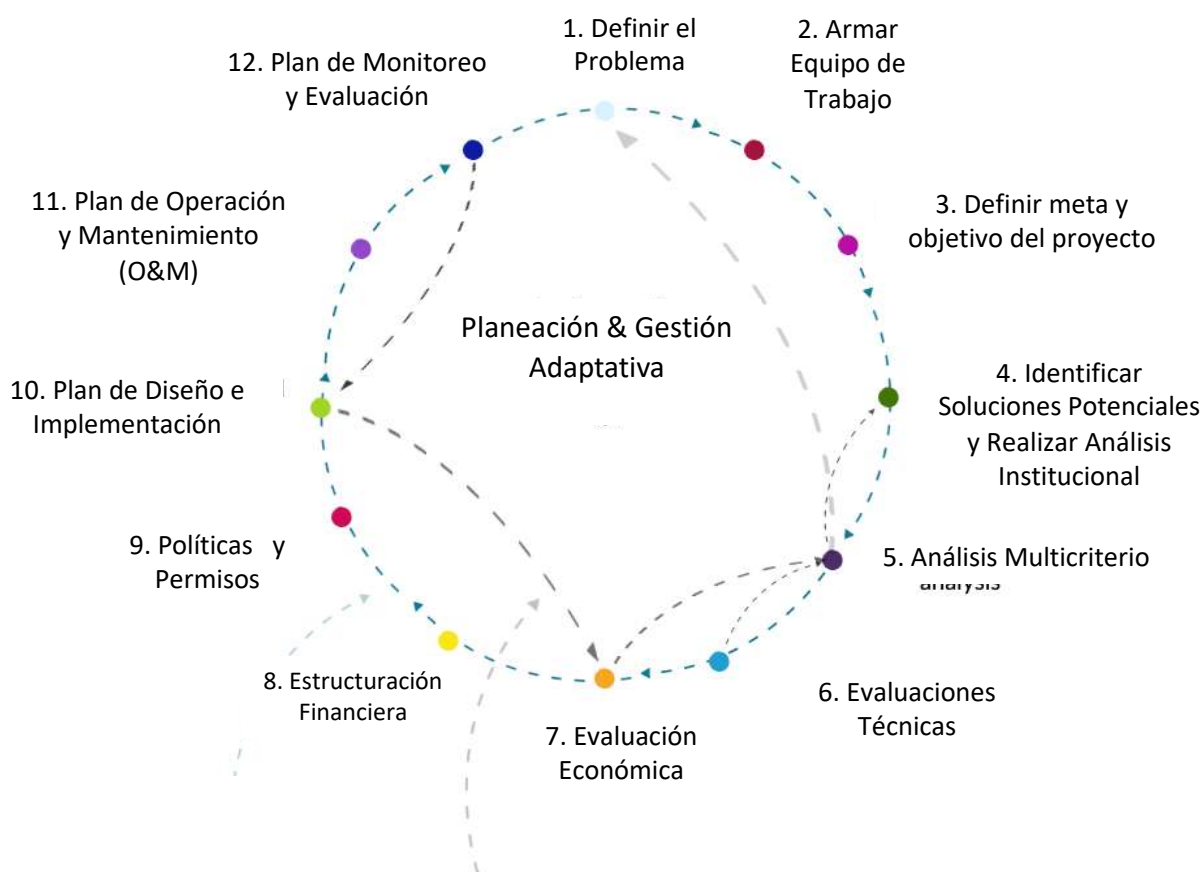 1. Definir el
Problema
2. Armar
Equipo de
Trabajo
3. Definir meta y
objetivo del proyecto
4. Identificar
Soluciones Potenciales
y Realizar Análisis
Institucional
5. Análisis Multicriterio
analysis
6. Evaluaciones
Técnicas
7. Evaluación
Económica
8. Estructuración
Financiera
9. Políticas y
Permisos
10. Plan de Diseño e
Implementación
11. Plan de Operación
y Mantenimiento
(O&M)
12. Plan de Monitoreo
y Evaluación
Planeación & Gestión
Adaptativa